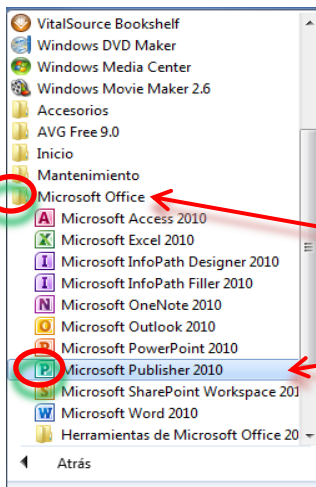 VitalSource Bookshelf
Windows DVD Maker
Windows Media Center
Windows Movie Maker 2.6
Accesorios
AVG Free 9.0
Inicio
Mantenimiento
Microsoft Office
Microsoft Access 2010
Microsoft Excel 2010
Microsoft InfoPath Designer 2010
Microsoft InfoPath Filler 2010
Microsoft OneNote 2010
Microsoft Outlook 2010
Microsoft PowerPoint 2010
Microsoft Publisher 2010
Microsoft SharePoint Workspace 201
Microsoft Word 2010
Herramientas de Microsoft Office 20
Atrás